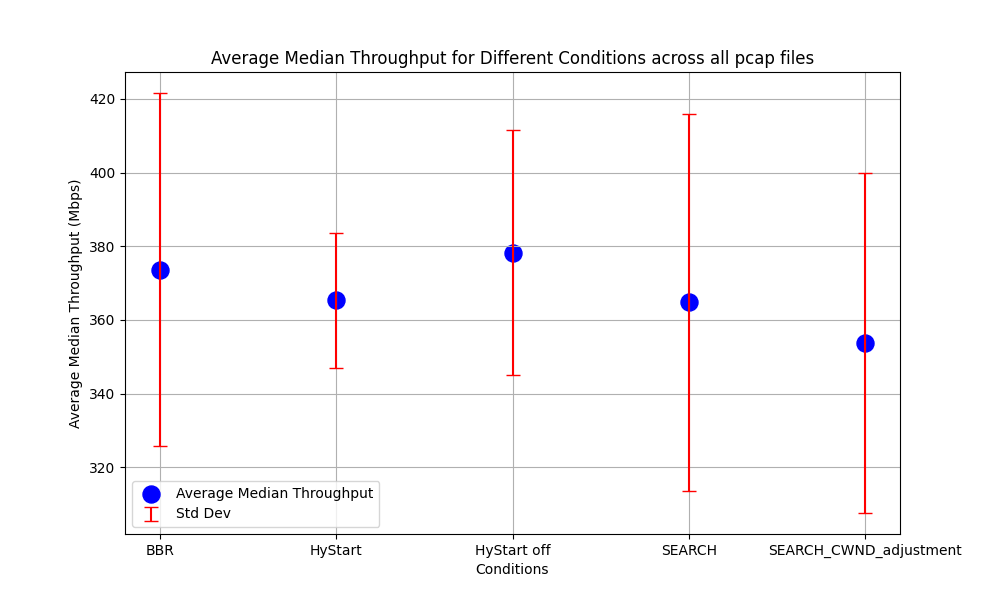 Average Median Throughput for Different Conditions across all pcap files
Average Median Throughput (Mbps)
420
400
380
360
340
320
Average Median Throughput
Std Dev
BBR
HyStart
HyStart off
SEARCH
SEARCH_CWND_adjustment
Conditions